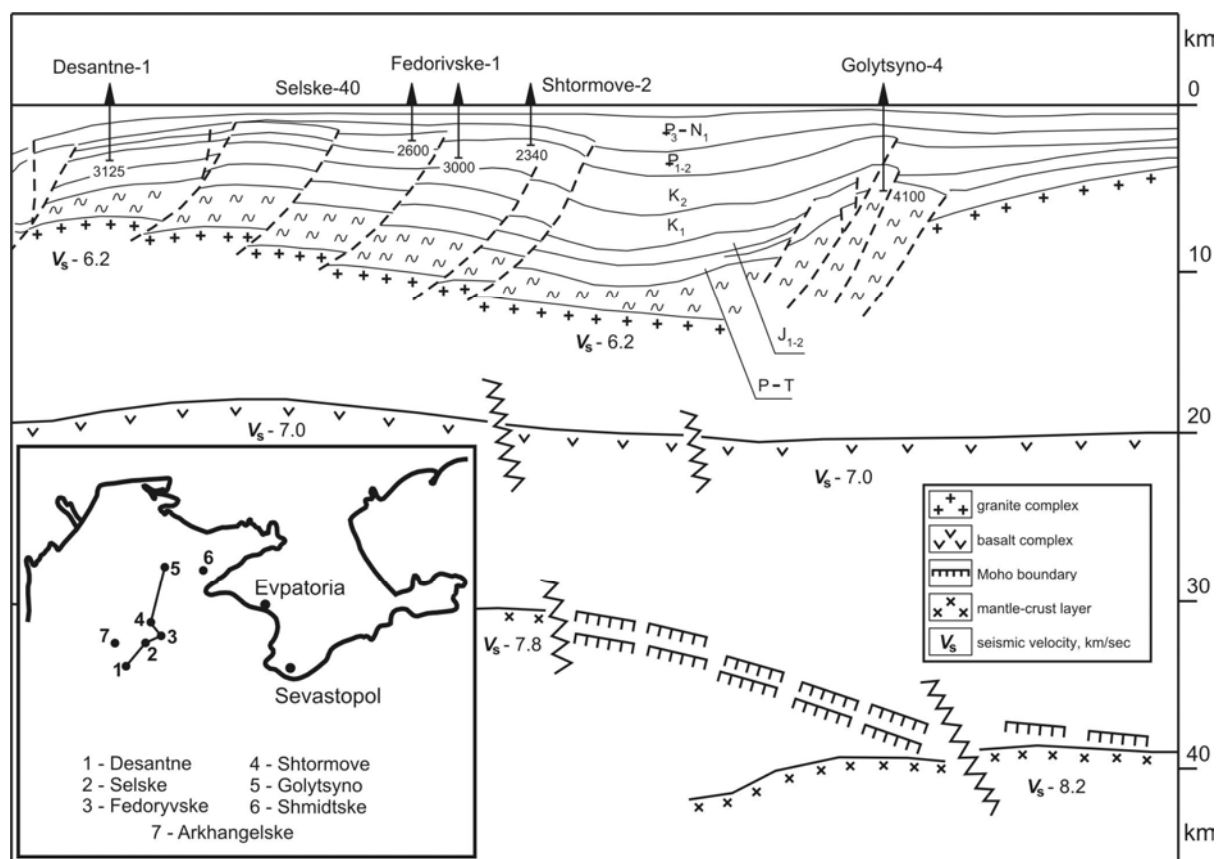 km
Desantne-1
Selske-40
Fedorivske-1
Shtormove-2
Golytsyno-4
0
P₃-N₁
2600
2340
3125
3000
P₁₋₂
K₂
4100
K₁
Vₛ - 6.2
10
Vₛ - 6.2
J₁₋₂
P - T
20
Vₛ - 7.0
Vₛ - 7.0
granite complex
basalt complex
Moho boundary
mantle-crust layer
Vₛ seismic velocity, km/sec
5
6
Evpatoria
4
3
7
2
1
Sevastopol
1 - Desantne
2 - Selske
3 - Fedoryvske
4 - Shtormove
5 - Golytsyno
6 - Shmidtske
7 - Arkhangelske
30
Vₛ - 7.8
40
Vₛ - 8.2
km